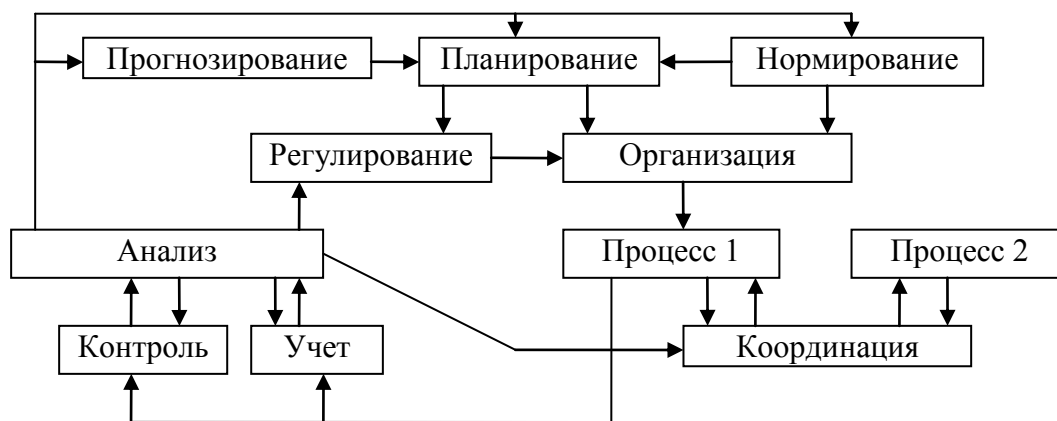 Прогнозирование
Планирование
Нормирование
Регулирование
Организация
Анализ
Процесс 1
Процесс 2
Контроль
Учет
Координация